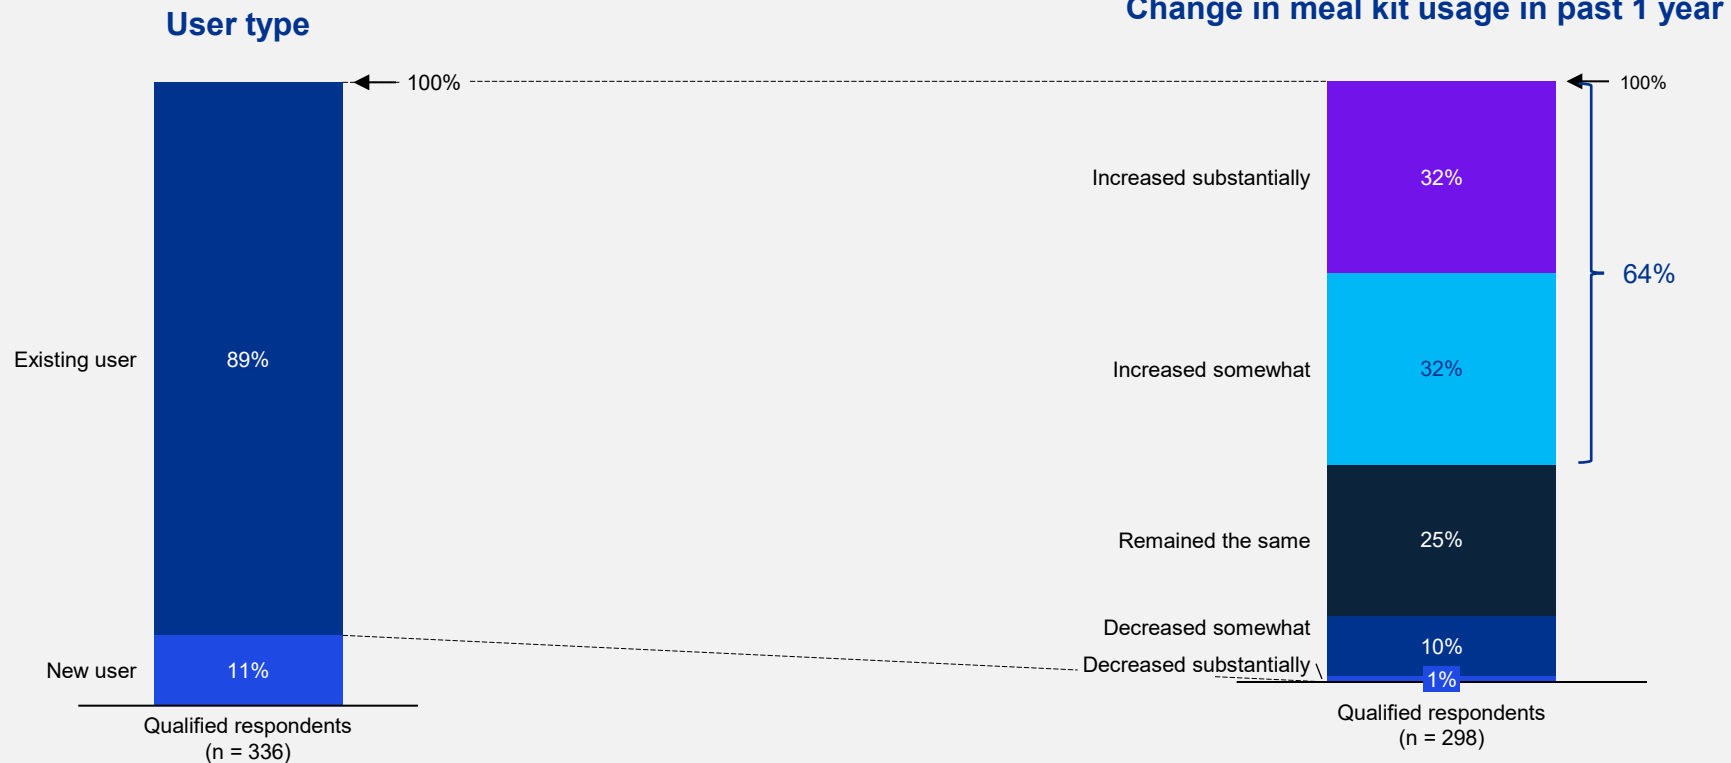 User type
Change in meal kit usage in past 1 year
100%
100%
Increased substantially
32%
64%
Existing user
89%
Increased somewhat
32%
Remained the same
25%
Decreased somewhat
10%
Decreased substantially
1%
New user
11%
Qualified respondents
(n = 336)
Qualified respondents
(n = 298)